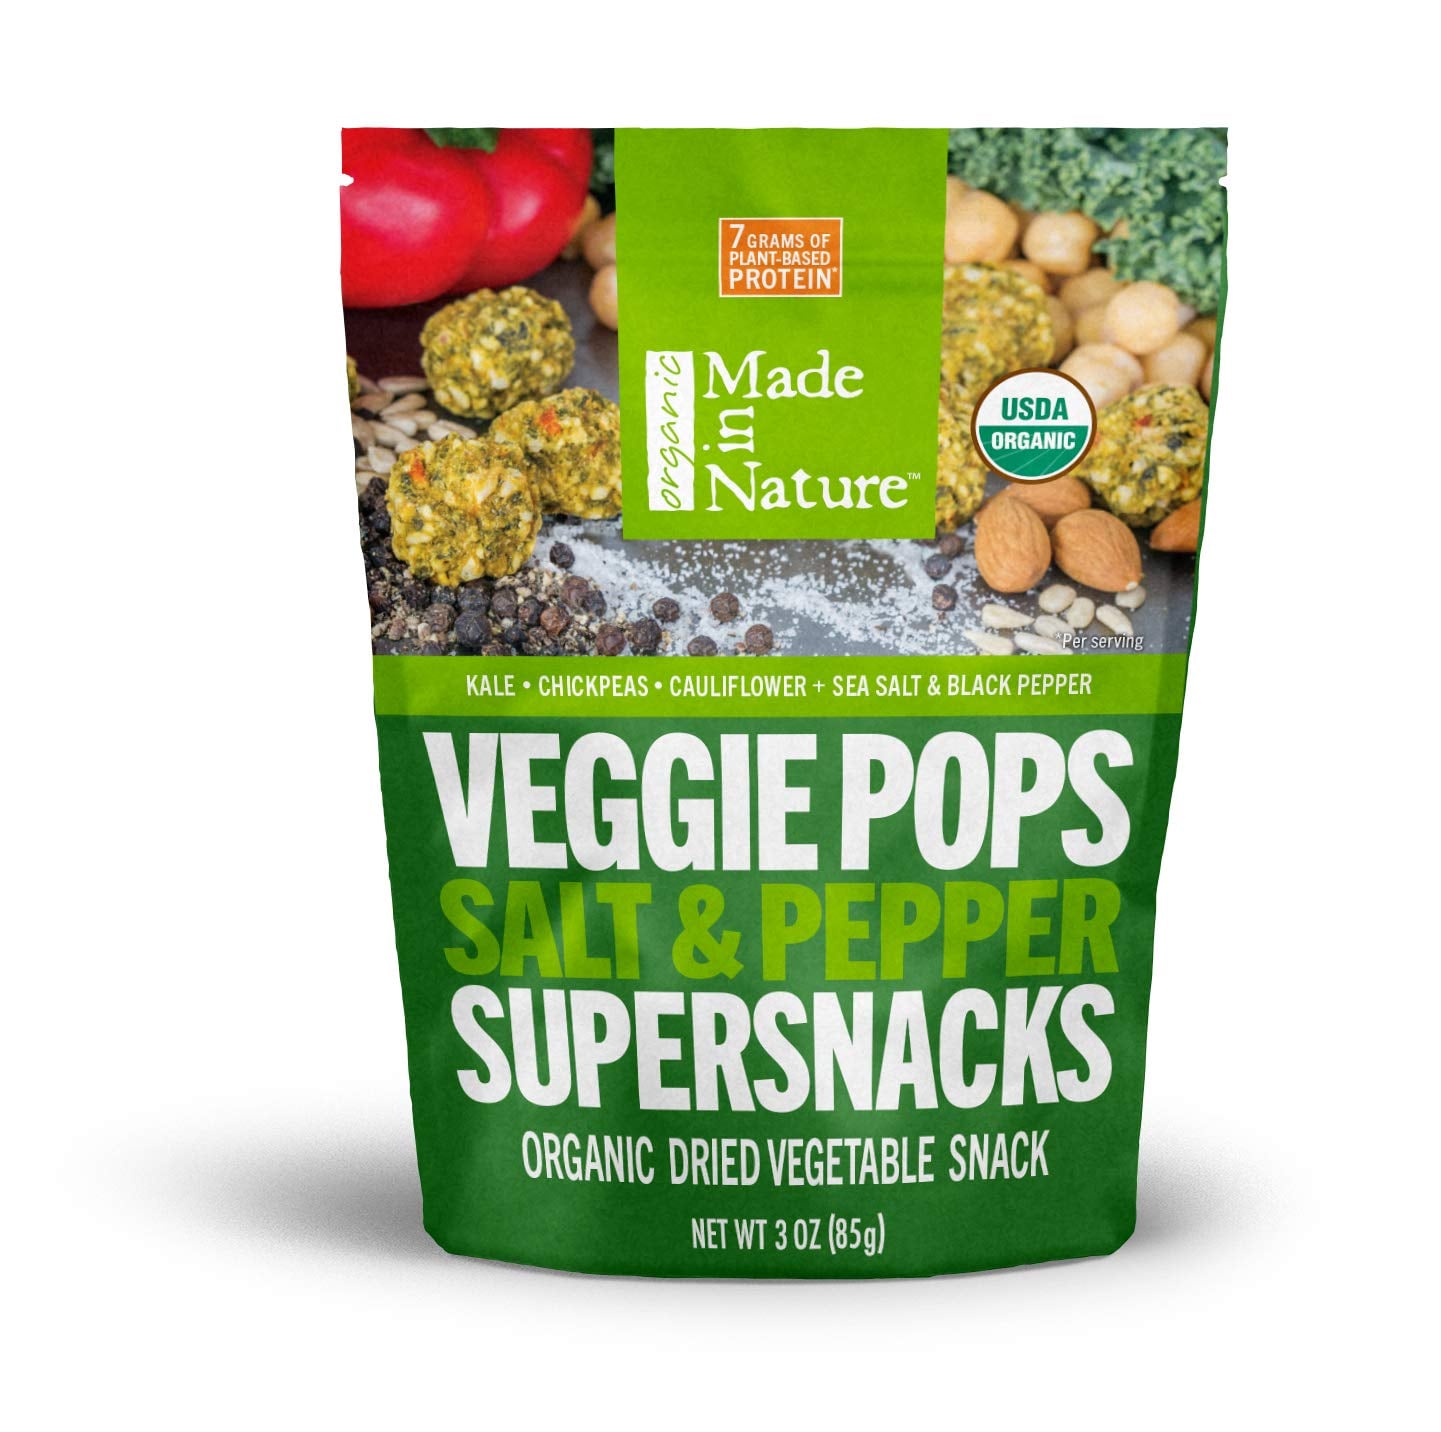 7 GRAMS OF
PLANT-BASED
PROTEIN*
organic
Made
in
Nature™
USDA
ORGANIC
*Per serving
KALE • CHICKPEAS • CAULIFLOWER + SEA SALT & BLACK PEPPER
VEGGIE POPS
SALT & PEPPER
SUPERSNACKS
ORGANIC DRIED VEGETABLE SNACK
NET WT 3 OZ (85g)